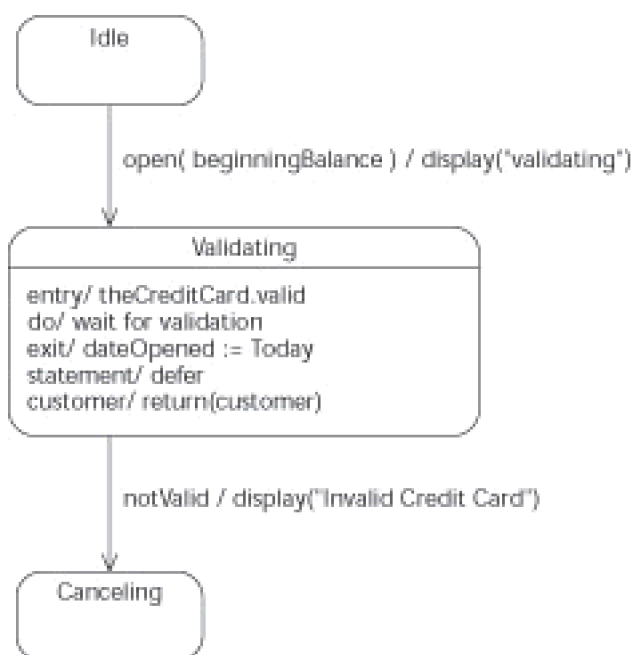 Idle
open( beginningBalance ) / display("validating")
Validating
entry/ theCreditCard.valid
do/ wait for validation
exit/ dateOpened := Today
statement/ defer
customer/ return(customer)
notValid / display("Invalid Credit Card")
Canceling